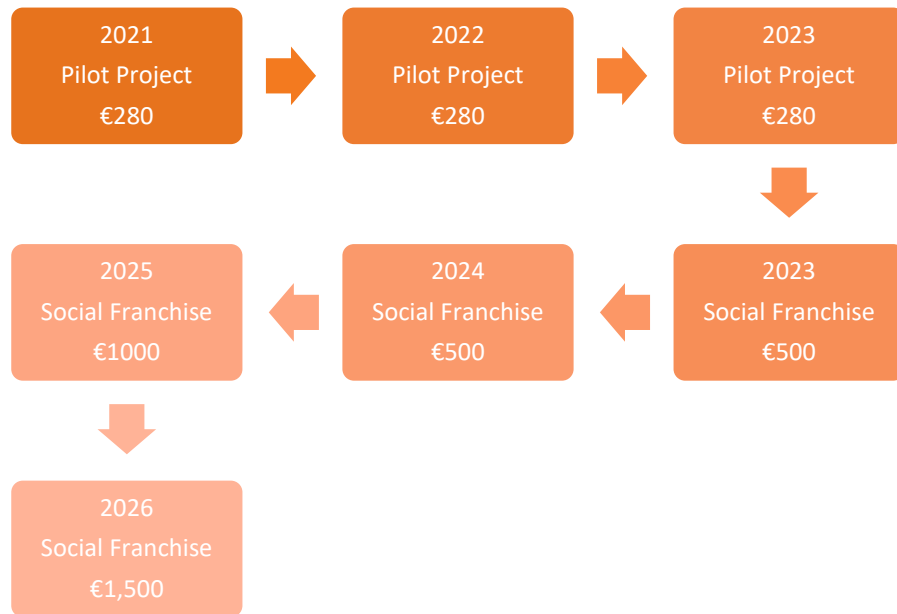 2021
Pilot Project
€280
2022
Pilot Project
€280
2023
Pilot Project
€280
2023
Social Franchise
€500
2024
Social Franchise
€500
2025
Social Franchise
€1000
2026
Social Franchise
€1,500